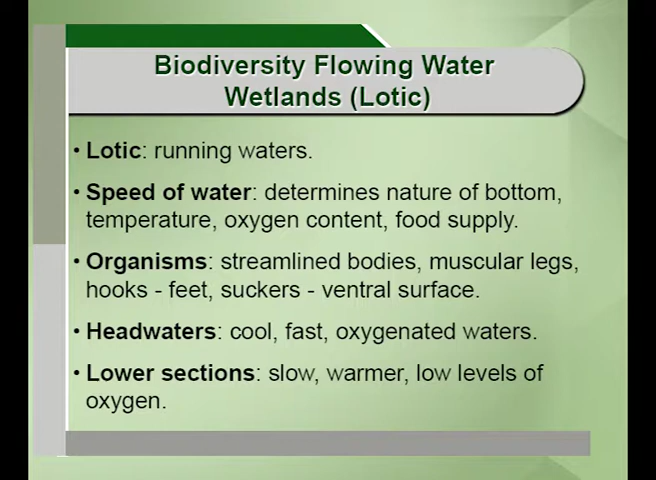 Biodiversity Flowing Water
Wetlands (Lotic)
• Lotic: running waters.
• Speed of water: determines nature of bottom,
temperature, oxygen content, food supply.
• Organisms: streamlined bodies, muscular legs,
hooks - feet, suckers - ventral surface.
• Headwaters: cool, fast, oxygenated waters.
• Lower sections: slow, warmer, low levels of
oxygen.